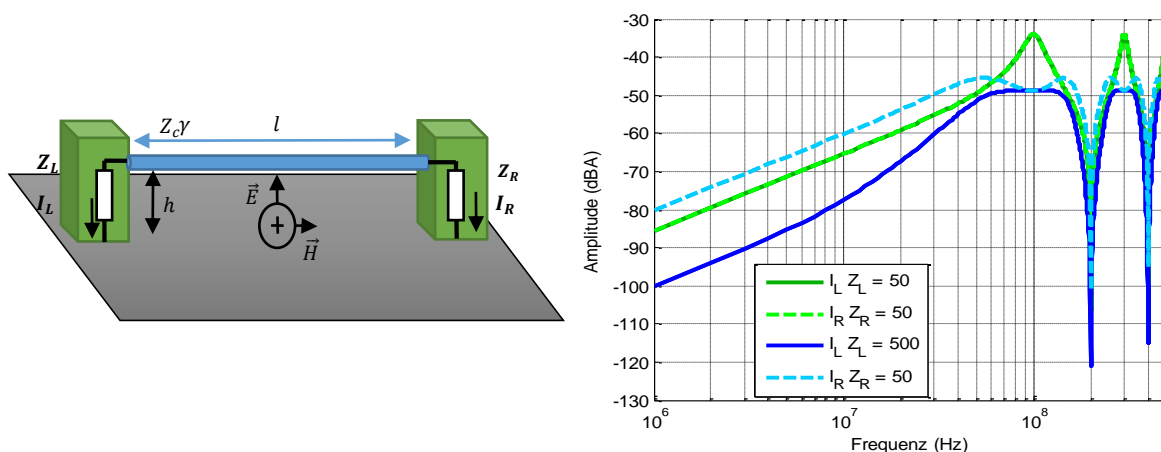 Z_cγ
l
Z_L
I_L
h
E⃗
H⃗
Z_R
I_R
Amplitude (dBA)
-30
-40
-50
-60
-70
-80
-90
-100
-110
-120
-130
I_L Z_L = 50
I_R Z_R = 50
I_L Z_L = 500
I_R Z_R = 50
10^6
10^7
10^8
Frequenz (Hz)